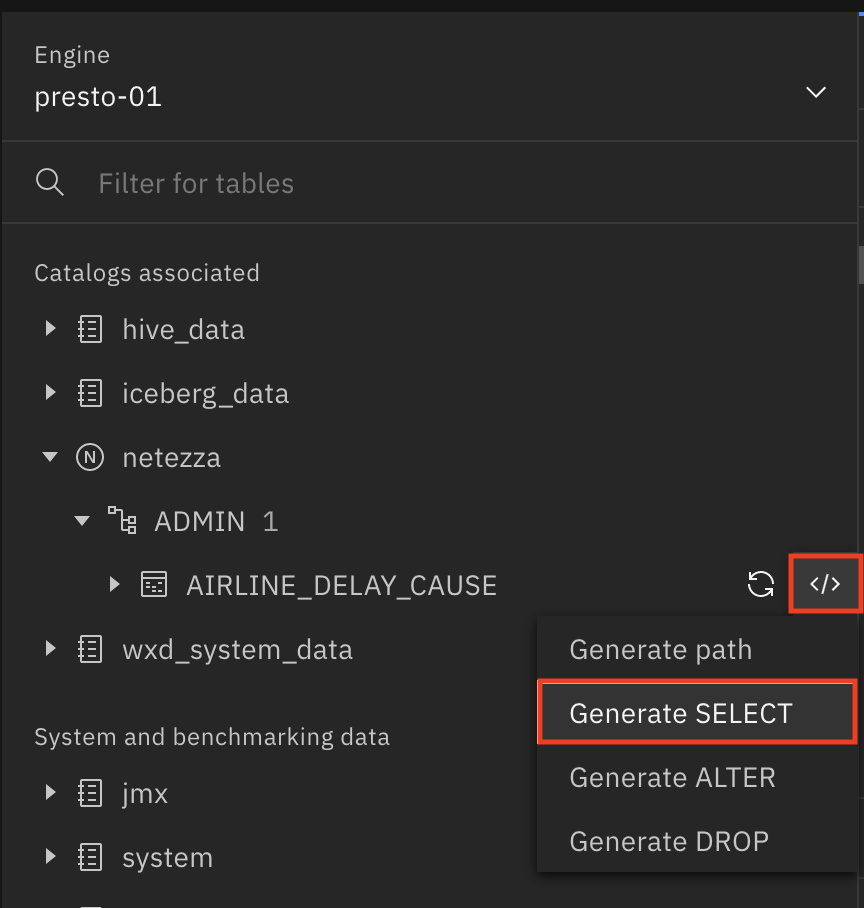 Engine
presto-01
Filter for tables
Catalogs associated
hive_data
iceberg_data
N netezza
ADMIN 1
AIRLINE_DELAY_CAUSE </>
wxd_system_data
Generate path
Generate SELECT
Generate ALTER
Generate DROP
System and benchmarking data
jmx
system